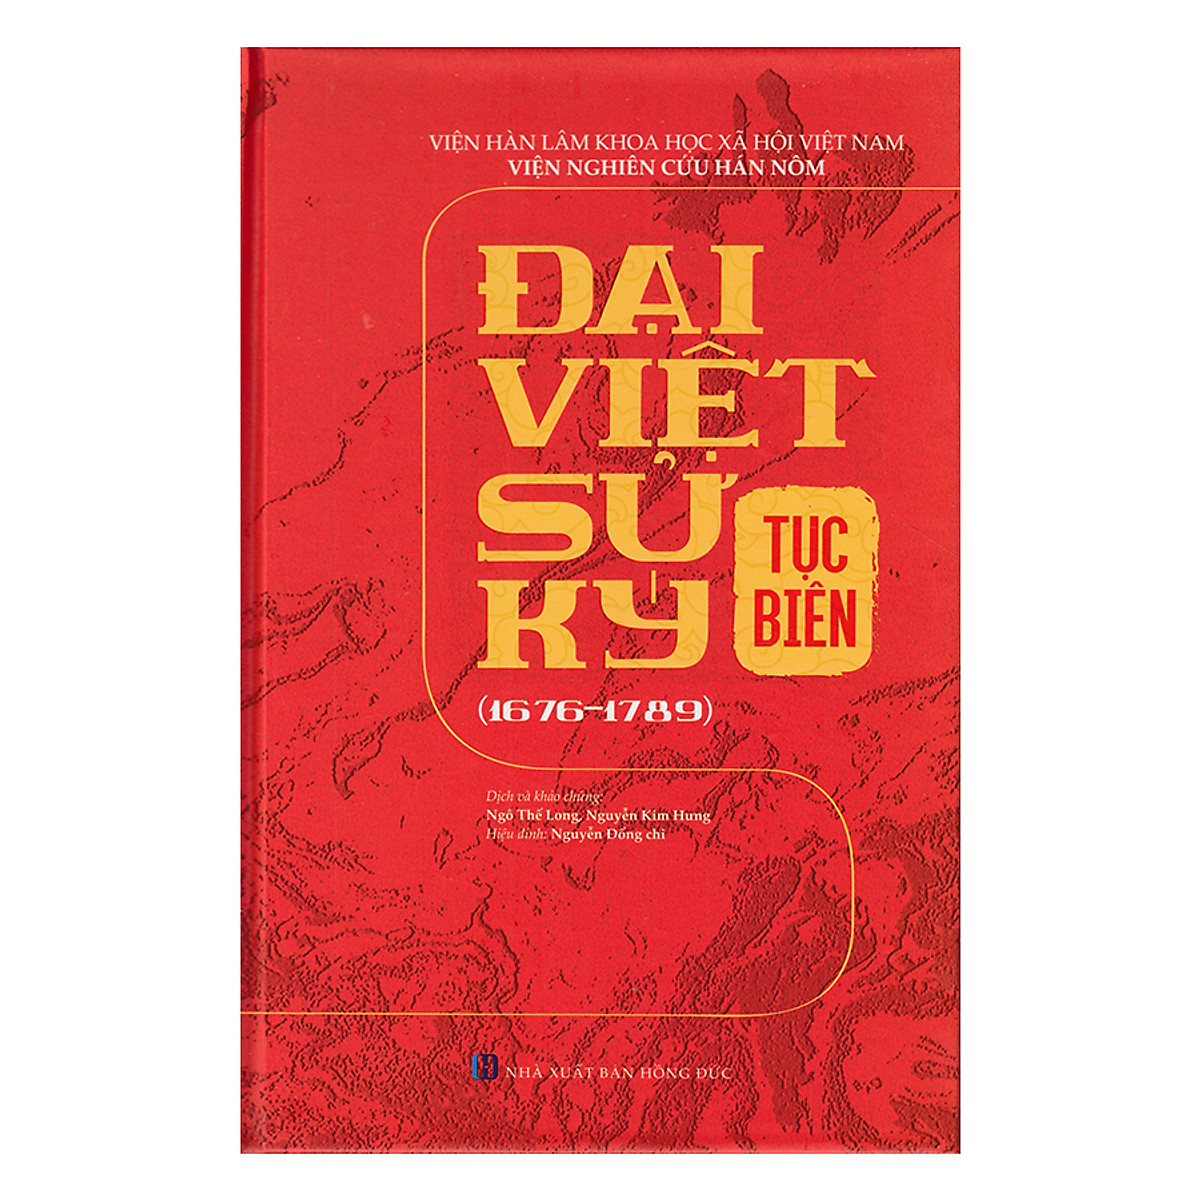 VIỆN HÀN LÂM KHOA HỌC XÃ HỘI VIỆT NAM
VIỆN NGHIÊN CỨU HÁN NÔM
ĐẠI
VIỆT
SỬ
KÝ
TỤC
BIÊN
(1676-1789)
Dịch và khảo chứng:
Ngô Thế Long, Nguyễn Kim Hưng
Hiệu đính: Nguyễn Đổng chi
NHÀ XUẤT BẢN HỒNG ĐỨC